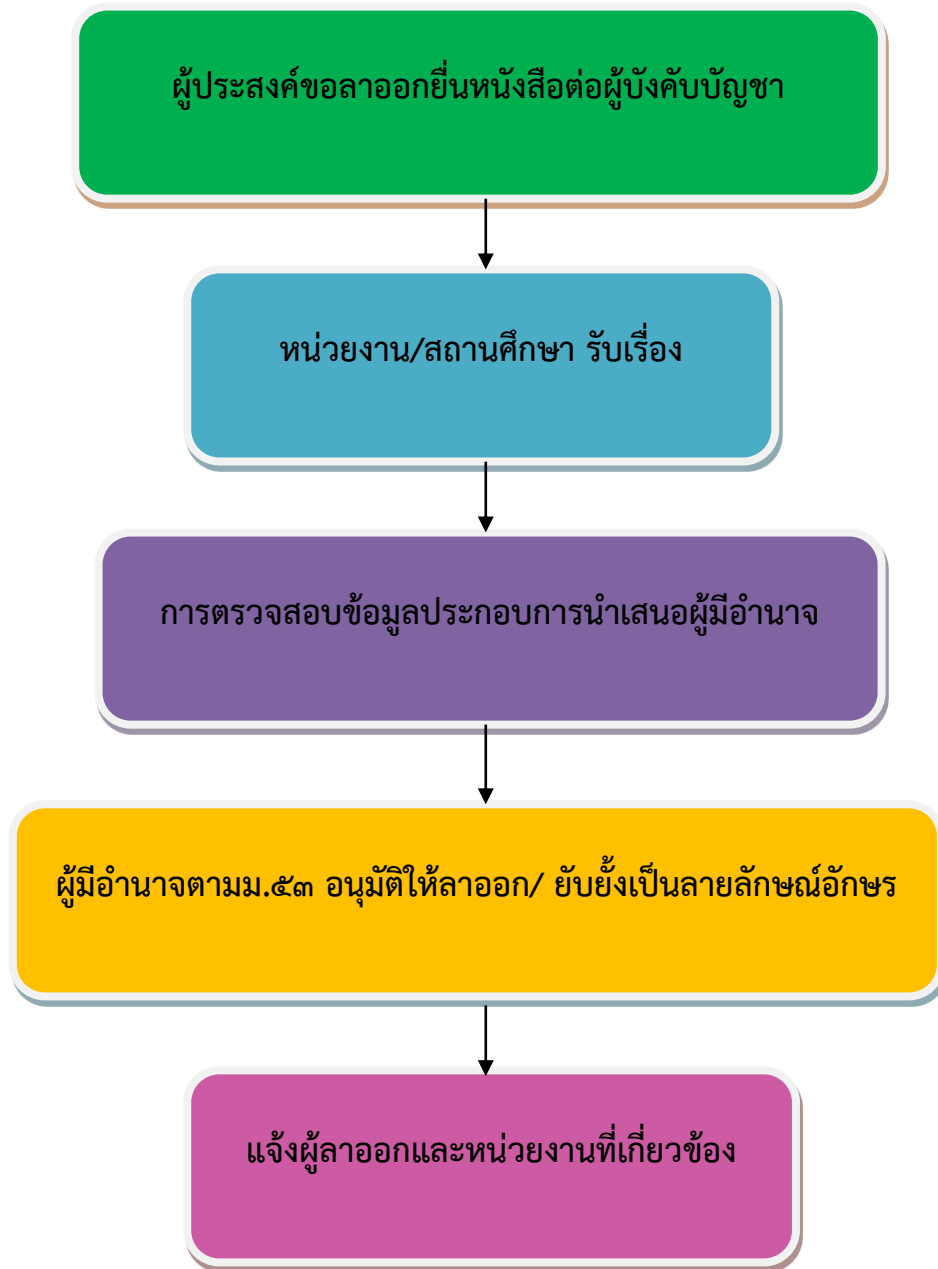 ผู้ประสงค์ขอลาออกยื่นหนังสือต่อผู้บังคับบัญชา
หน่วยงาน/สถานศึกษา รับเรื่อง
การตรวจสอบข้อมูลประกอบการนำเสนอผู้มีอำนาจ
ผู้มีอำนาจตามม.๕๓ อนุมัติให้ลาออก/ ยับยั้งเป็นลายลักษณ์อักษร
แจ้งผู้ลาออกและหน่วยงานที่เกี่ยวข้อง